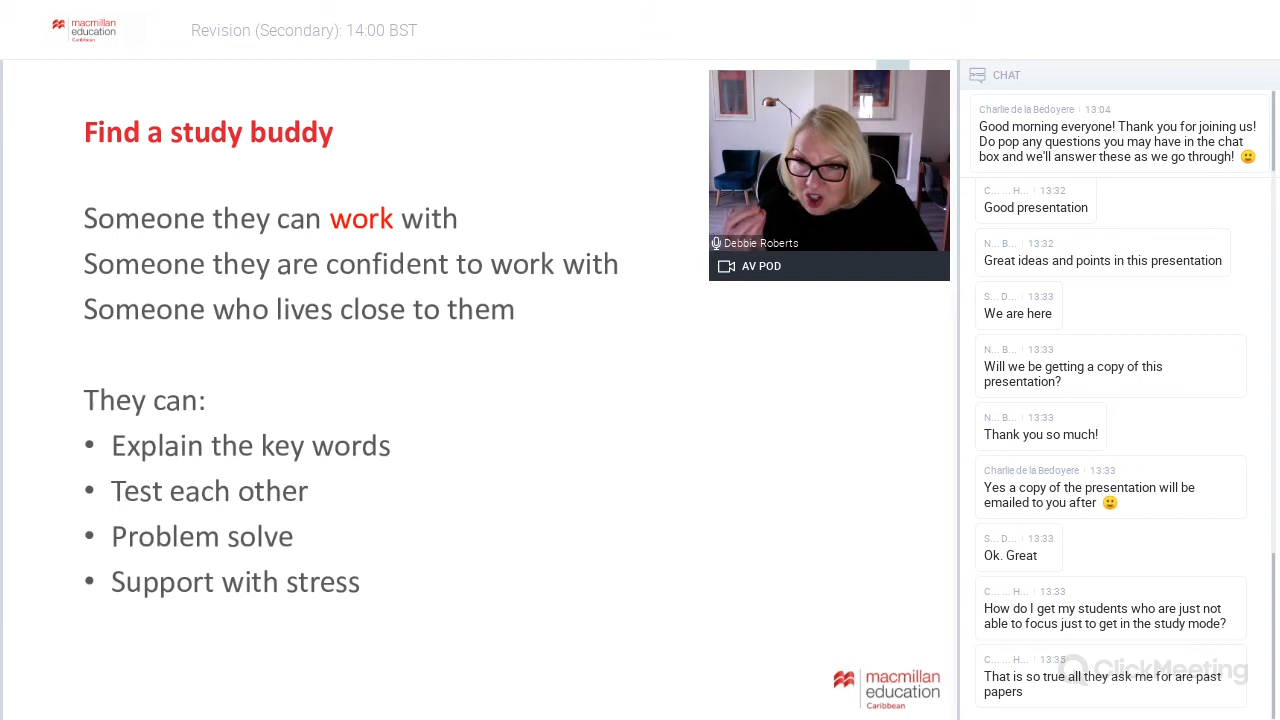 macmillan
education
Caribbean
Revision (Secondary): 14:00 BST
Find a study buddy
Someone they can work with
Someone they are confident to work with
Someone who lives close to them
They can:
• Explain the key words
• Test each other
• Problem solve
• Support with stress
Debbie Roberts
AV POD
macmillan
education
Caribbean
CHAT
Charlie de la Bedoyere 13:04
Good morning everyone! Thank you for joining us!
Do pop any questions you may have in the chat
box and we'll answer these as we go through! 🙂
C... H... 13:32
Good presentation
N... B... 13:32
Great ideas and points in this presentation
S... D... 13:33
We are here
N... B... 13:33
Will we be getting a copy of this
presentation?
N... B... 13:33
Thank you so much!
Charlie de la Bedoyere 13:33
Yes a copy of the presentation will be
emailed to you after 🙂
S... D... 13:33
Ok. Great
C... ... H... 13:33
How do I get my students who are just not
able to focus just to get in the study mode?
C... ... H... 13:35
That is so true all they ask me for are past
papers
ClickMeeting